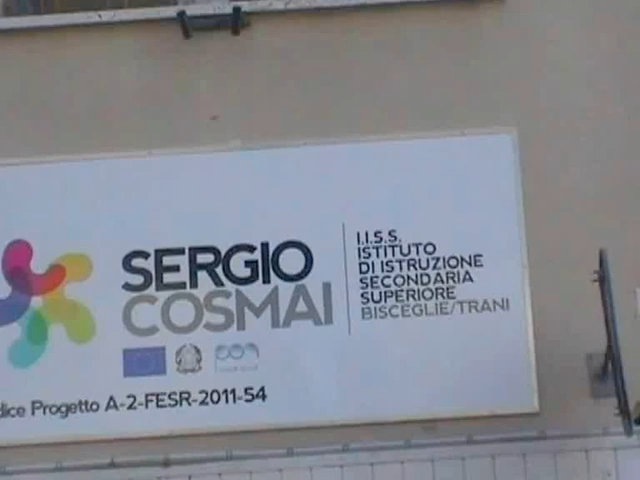 SERGIO
COSMAI
I.I.S.S.
ISTITUTO
DI ISTRUZIONE
SECONDARIA
SUPERIORE
BISCEGLIE/TRANI
dice Progetto A-2-FESR-2011-54